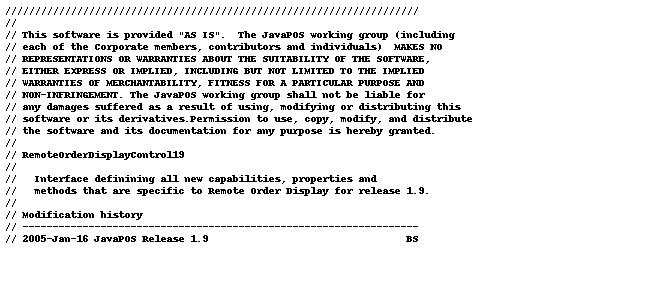 //////////////////////////////////////////////////////////////////////
//
// This software is provided "AS IS".  The JavaPOS working group (including
// each of the Corporate members, contributors and individuals)  MAKES NO
// REPRESENTATIONS OR WARRANTIES ABOUT THE SUITABILITY OF THE SOFTWARE,
// EITHER EXPRESS OR IMPLIED, INCLUDING BUT NOT LIMITED TO THE IMPLIED
// WARRANTIES OF MERCHANTABILITY, FITNESS FOR A PARTICULAR PURPOSE AND
// NON-INFRINGEMENT. The JavaPOS working group shall not be liable for
// any damages suffered as a result of using, modifying or distributing this
// software or its derivatives.Permission to use, copy, modify, and distribute
// the software and its documentation for any purpose is hereby granted.
//
// RemoteOrderDisplayControl19
//
//   Interface definining all new capabilities, properties and
//   methods that are specific to Remote Order Display for release 1.9.
//
// Modification history
// ------------------------------------------------------------------
// 2005-Jan-16 JavaPOS Release 1.9                                 BS